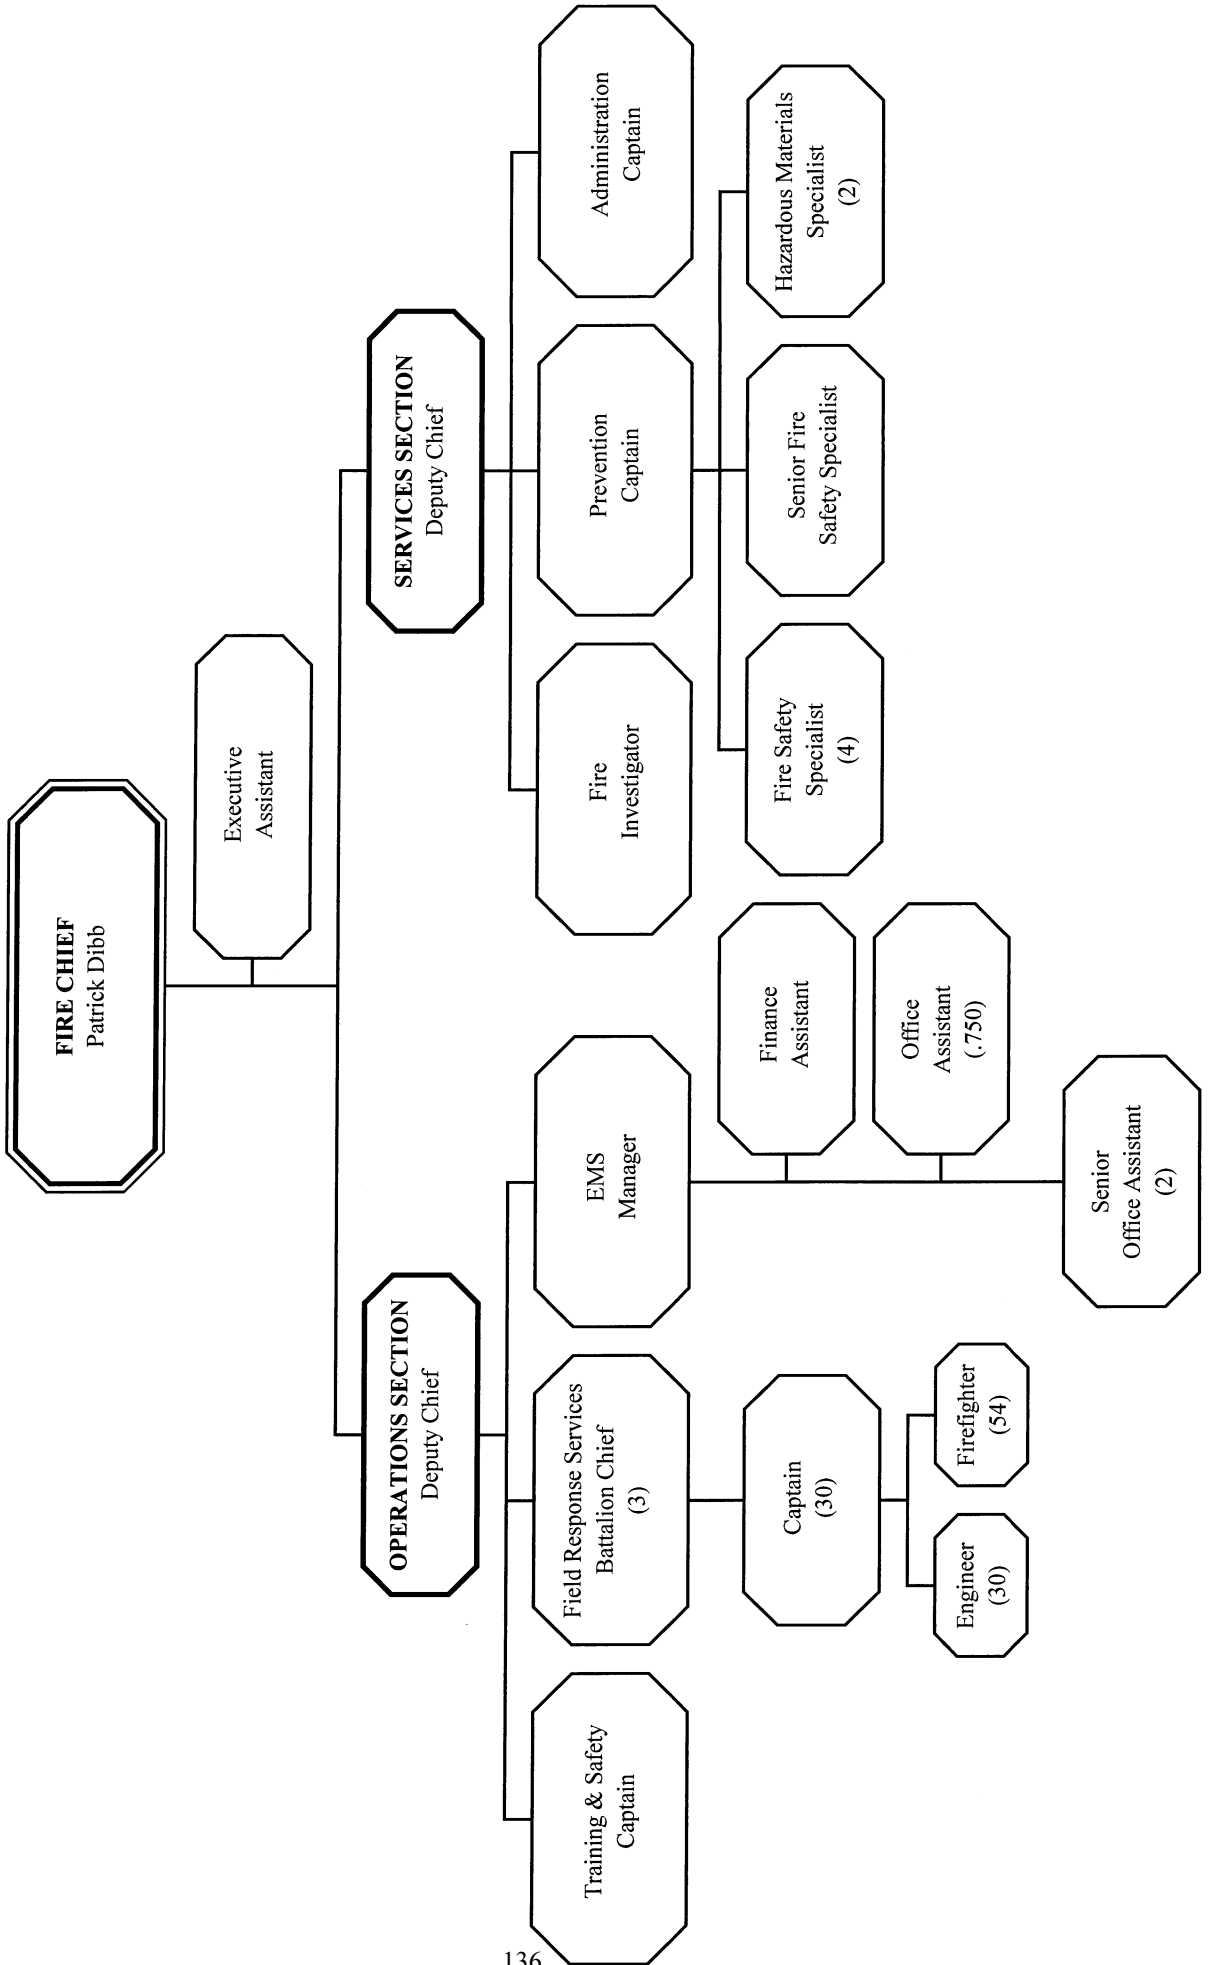 FIRE CHIEF
Patrick Dibb
Executive
Assistant
OPERATIONS SECTION
Deputy Chief
SERVICES SECTION
Deputy Chief
Training & Safety
Captain
Field Response Services
Battalion Chief
(3)
EMS
Manager
Fire
Investigator
Prevention
Captain
Administration
Captain
Captain
(30)
Engineer
(30)
Firefighter
(54)
Finance
Assistant
Office
Assistant
(.750)
Senior
Office Assistant
(2)
Fire Safety
Specialist
(4)
Senior Fire
Safety Specialist
Hazardous Materials
Specialist
(2)
136